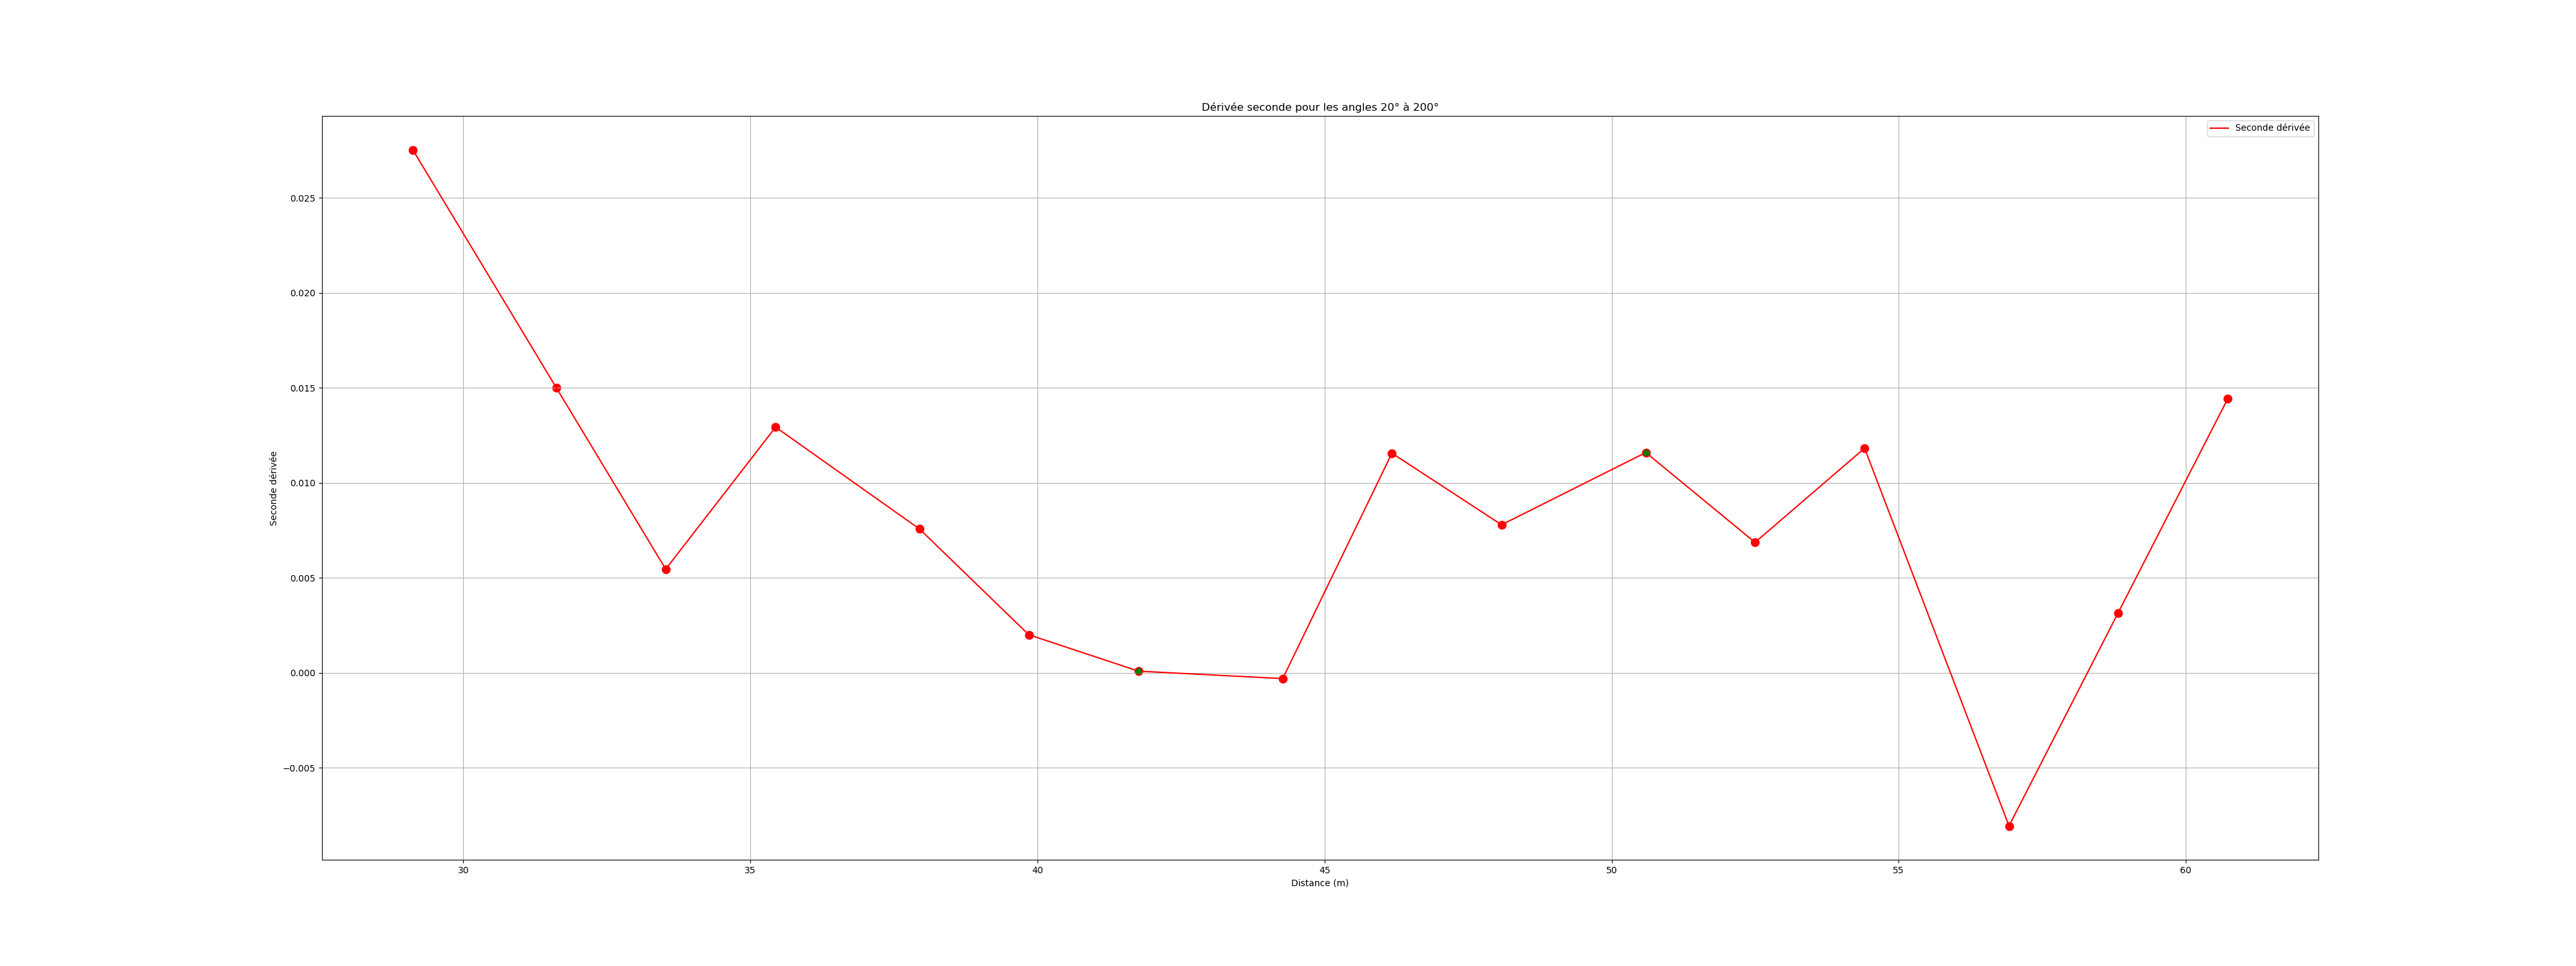 Dérivée seconde pour les angles 20° à 200°
Seconde dérivée
0.025
0.020
0.015
0.010
0.005
0.000
−0.005
Seconde dérivée
30 35 40 45 50 55 60
Distance (m)